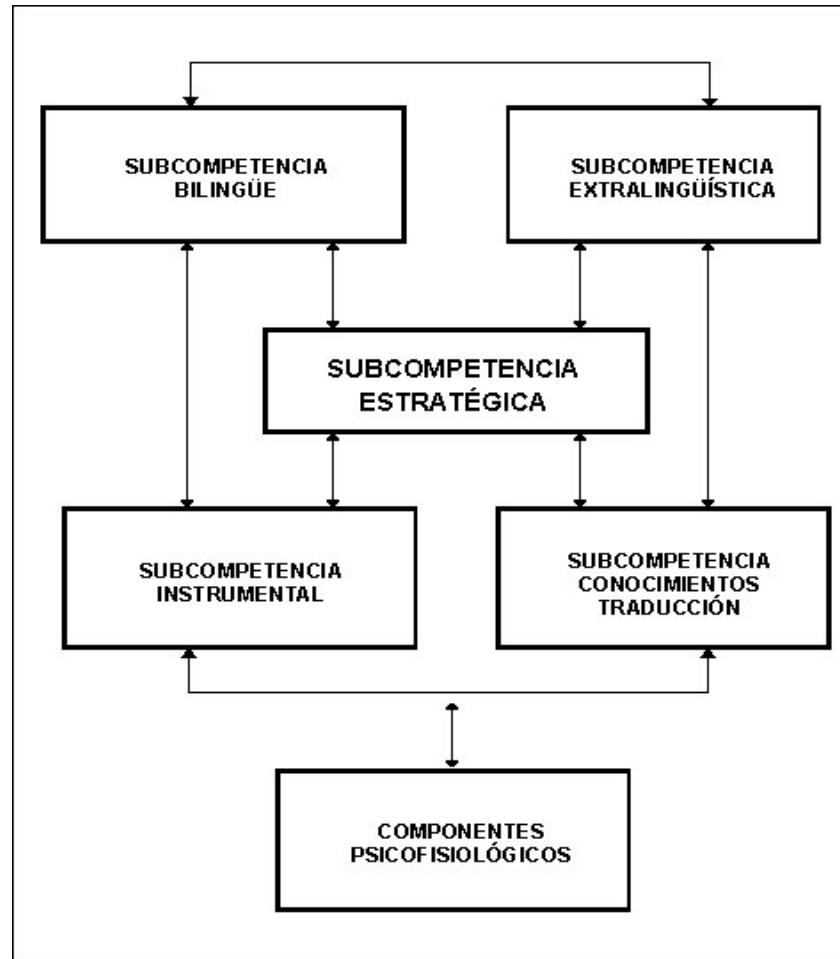 SUBCOMPETENCIA
BILINGÜE
SUBCOMPETENCIA
EXTRALINGÜÍSTICA
SUBCOMPETENCIA
ESTRATÉGICA
SUBCOMPETENCIA
INSTRUMENTAL
SUBCOMPETENCIA
CONOCIMIENTOS
TRADUCCIÓN
COMPONENTES
PSICOFISIOLÓGICOS